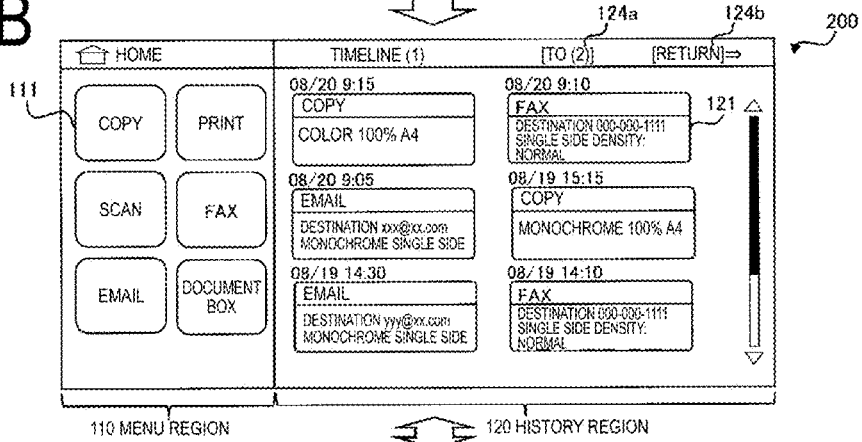 B
124a
124b
200
HOME
TIMELINE (1)
[TO (2)]
[RETURN]⇒
111
COPY
PRINT
SCAN
FAX
EMAIL
DOCUMENT
BOX
08/20 9:15
COPY
COLOR 100% A4
08/20 9:10
FAX
DESTINATION 000-000-1111
SINGLE SIDE DENSITY:
NORMAL
121
08/20 9:05
EMAIL
DESTINATION xxx@xx.com
MONOCHROME SINGLE SIDE
08/19 15:15
COPY
MONOCHROME 100% A4
08/19 14:30
EMAIL
DESTINATION yyy@xx.com
MONOCHROME SINGLE SIDE
08/19 14:10
FAX
DESTINATION 000-000-1111
SINGLE SIDE DENSITY:
NORMAL
110 MENU REGION
120 HISTORY REGION